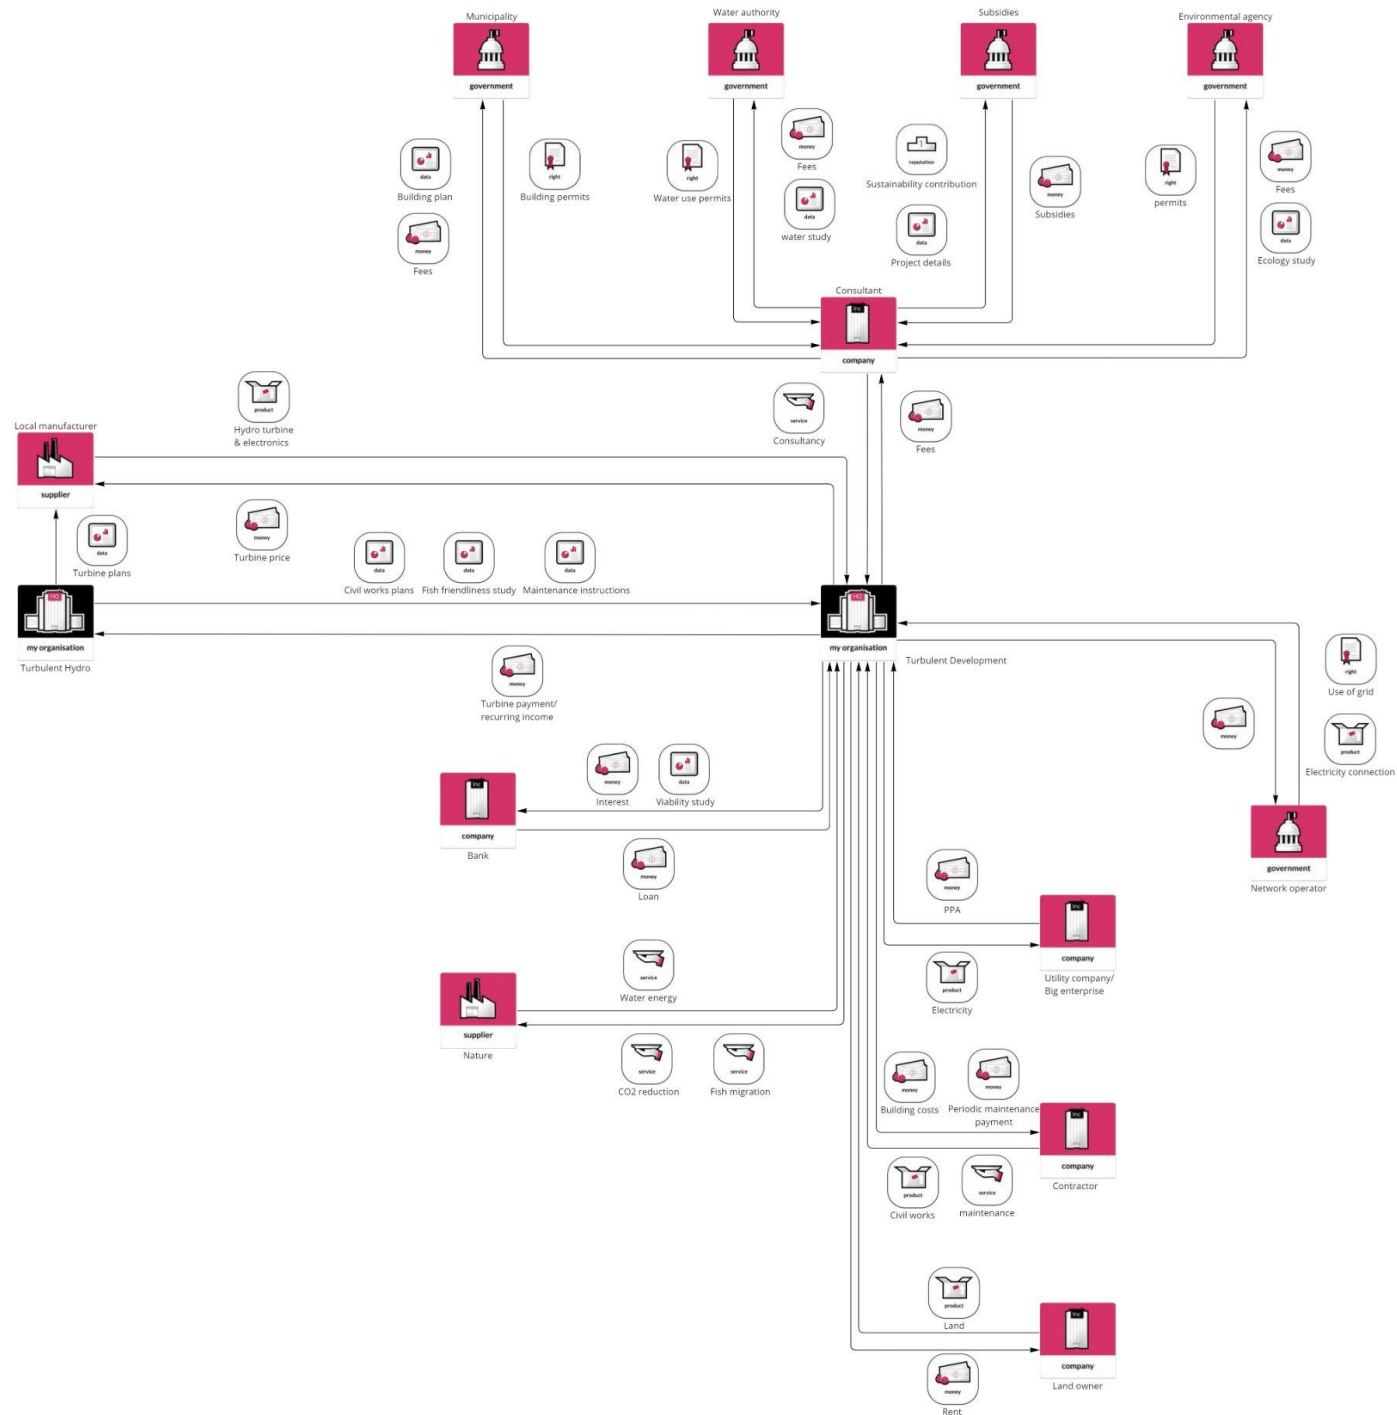 Municipality
Water authority
Subsidies
Environmental agency
government
government
government
government
data
Building plan
money
Fees
right
Building permits
right
Water use permits
money
Fees
data
water study
reputation
Sustainability contribution
data
Project details
money
Subsidies
right
permits
money
Fees
data
Ecology study
Consultant
Inc
company
product
Hydro turbine
& electronics
service
Consultancy
money
Fees
Local manufacturer
supplier
data
Turbine plans
money
Turbine price
data
Civil works plans
data
Fish friendliness study
data
Maintenance instructions
HQ
my organisation
Turbulent Hydro
HQ
my organisation
Turbulent Development
money
Turbine payment/
recurring income
right
Use of grid
money
product
Electricity connection
money
Interest
data
Viability study
Inc
company
Bank
money
Loan
government
Network operator
money
PPA
Inc
company
Utility company/
Big enterprise
product
Electricity
service
Water energy
supplier
Nature
service
CO2 reduction
service
Fish migration
money
Building costs
money
Periodic maintenance
payment
Inc
company
Contractor
product
Civil works
service
maintenance
product
Land
Inc
company
Land owner
money
Rent